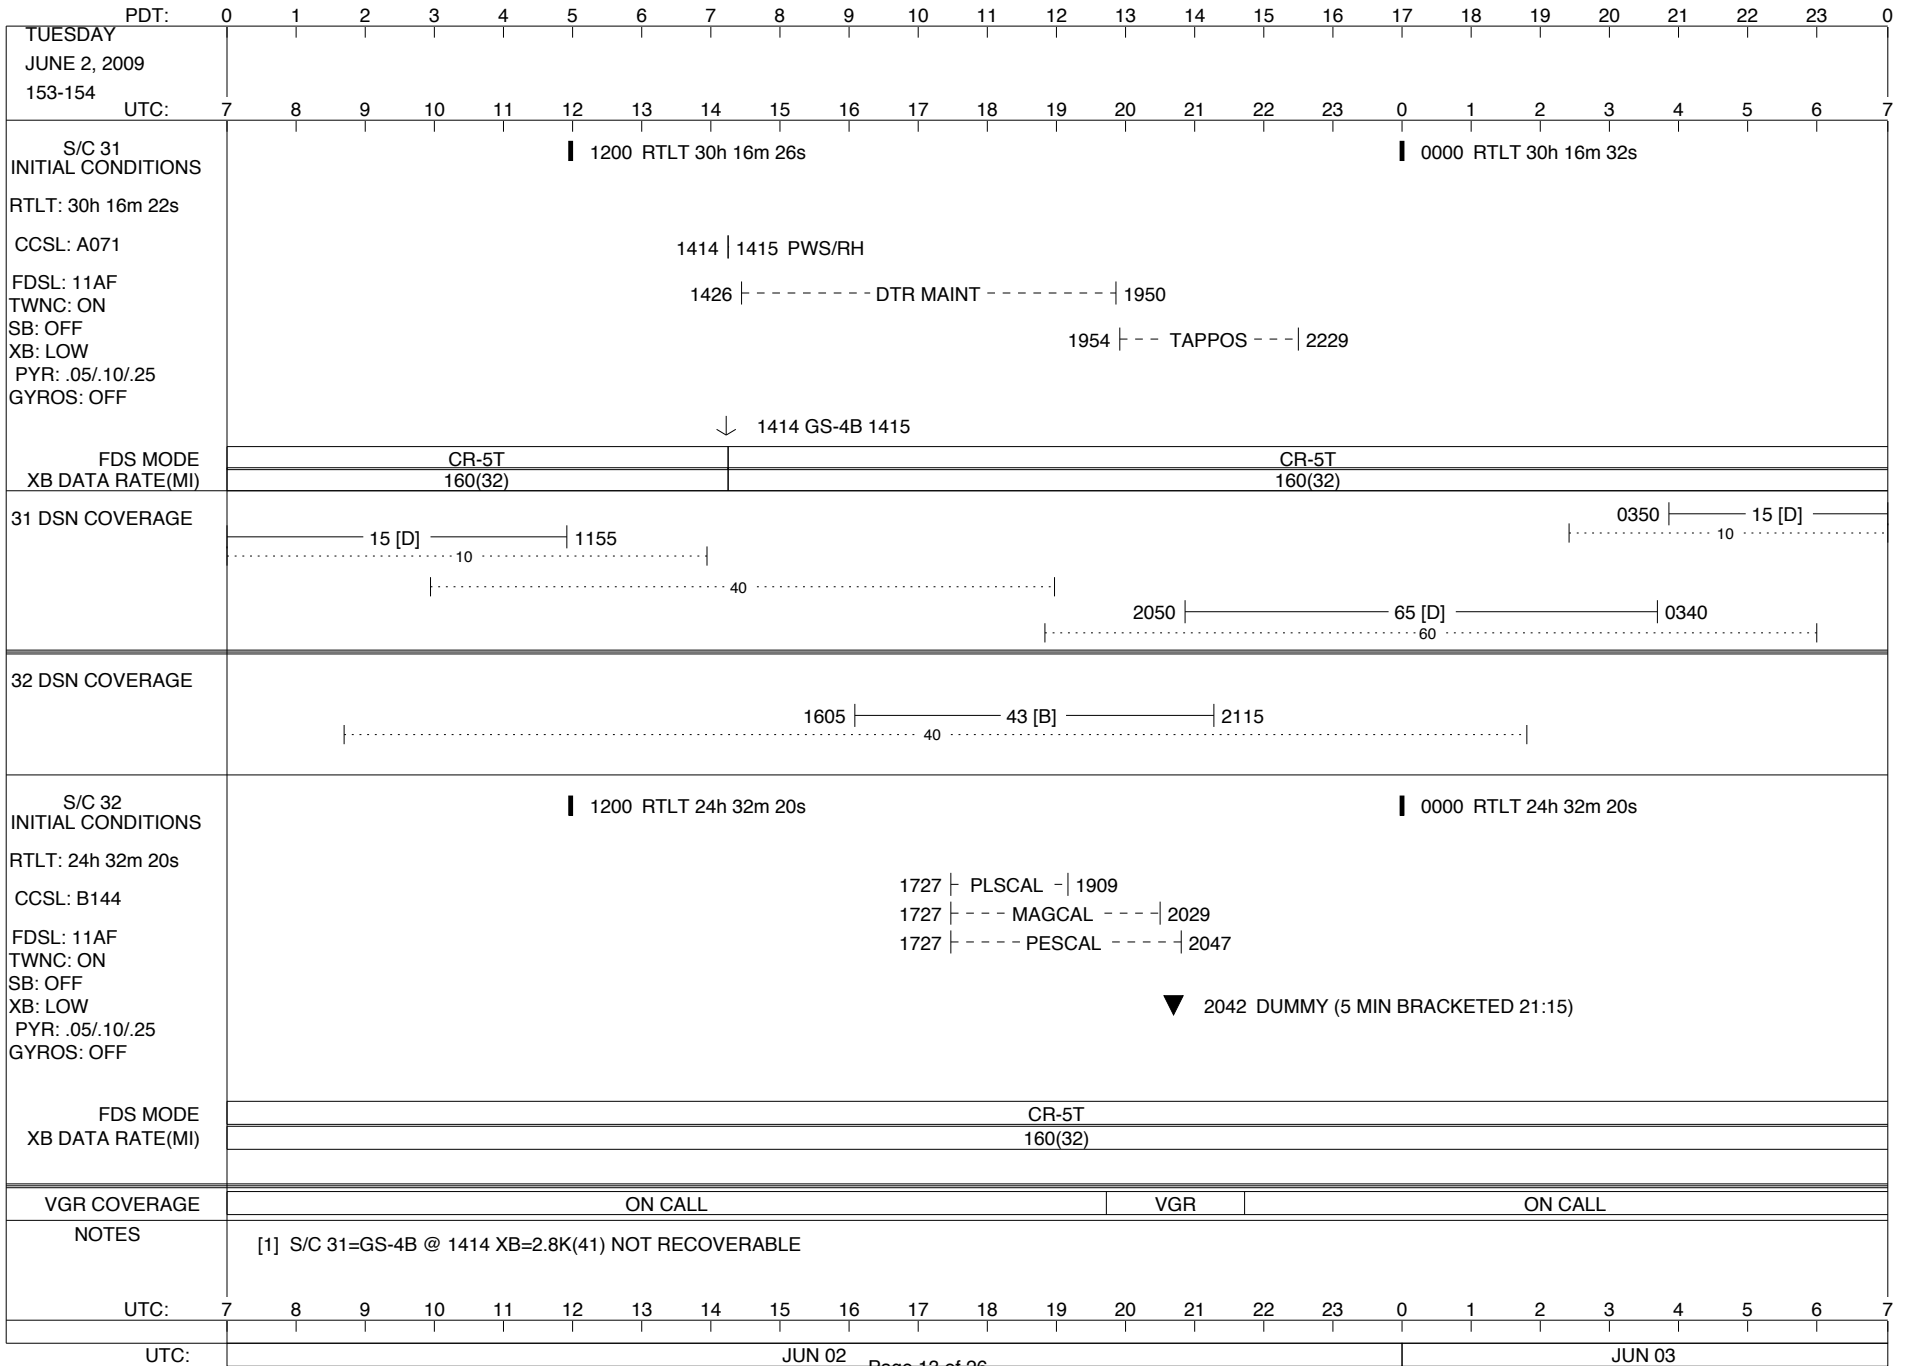 PDT: 0 1 2 3 4 5 6 7 8 9 10 11 12 13 14 15 16 17 18 19 20 21 22 23 0
TUESDAY
JUNE 2, 2009
153-154
UTC: 7 8 9 10 11 12 13 14 15 16 17 18 19 20 21 22 23 0 1 2 3 4 5 6 7
S/C 31
INITIAL CONDITIONS
1200 RTLT 30h 16m 26s
0000 RTLT 30h 16m 32s
RTLT: 30h 16m 22s
CCSL: A071
1414 1415 PWS/RH
FDSL: 11AF
1426 DTR MAINT 1950
TWNC: ON
SB: OFF
1954 TAPPOS 2229
XB: LOW
PYR: .05/.10/.25
GYROS: OFF
1414 GS-4B 1415
FDS MODE CR-5T CR-5T
XB DATA RATE(MI) 160(32) 160(32)
31 DSN COVERAGE
0350 15 [D]
10
15 [D] 1155
10
40
2050 65 [D] 0340
60
32 DSN COVERAGE
1605 43 [B] 2115
40
S/C 32
INITIAL CONDITIONS
1200 RTLT 24h 32m 20s
0000 RTLT 24h 32m 20s
RTLT: 24h 32m 20s
1727 PLSCAL 1909
CCSL: B144
1727 MAGCAL 2029
FDSL: 11AF
1727 PESCAL 2047
TWNC: ON
SB: OFF
XB: LOW
2042 DUMMY (5 MIN BRACKETED 21:15)
PYR: .05/.10/.25
GYROS: OFF
FDS MODE CR-5T
XB DATA RATE(MI) 160(32)
VGR COVERAGE ON CALL VGR ON CALL
NOTES
[1] S/C 31=GS-4B @ 1414 XB=2.8K(41) NOT RECOVERABLE
UTC: 7 8 9 10 11 12 13 14 15 16 17 18 19 20 21 22 23 0 1 2 3 4 5 6 7
UTC: JUN 02 JUN 03
Page 12 of 26